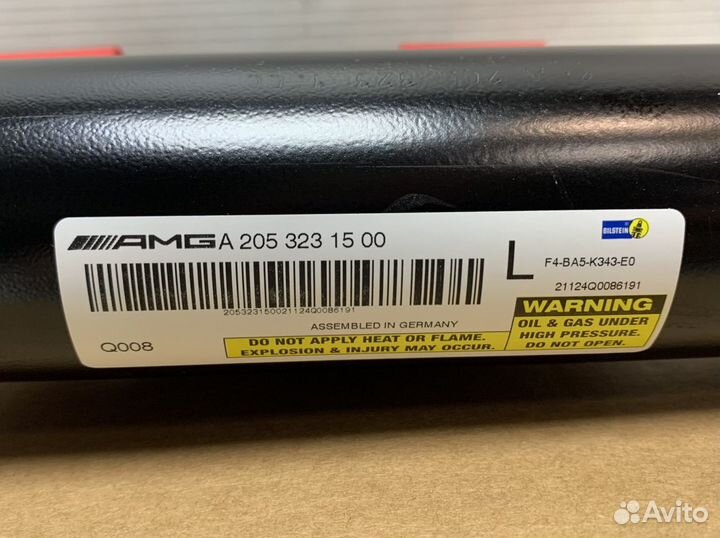 AMG A 205 323 15 00
205323150021124Q0086191
ASSEMBLED IN GERMANY
Q008
DO NOT APPLY HEAT OR FLAME.
EXPLOSION & INJURY MAY OCCUR.
L
BILSTEIN
F4-BA5-K343-E0
21124Q0086191
WARNING
OIL & GAS UNDER
HIGH PRESSURE.
DO NOT OPEN.
Avito